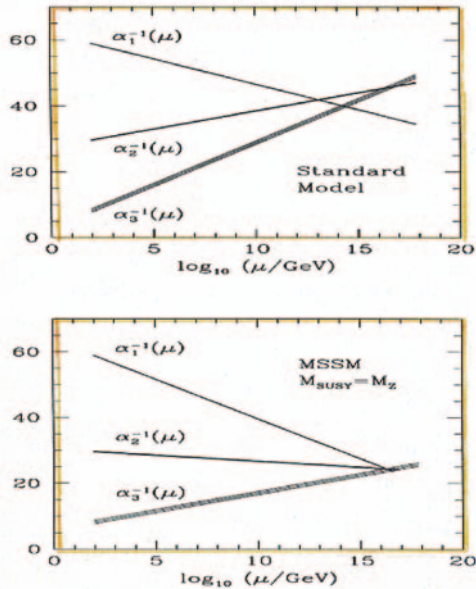 60
α₁⁻¹(μ)
40
α₂⁻¹(μ)
20
Standard
Model
α₃⁻¹(μ)
0
0 5 10 15 20
log₁₀ (μ/GeV)
60
α₁⁻¹(μ)
MSSM
M_SUSY=M_Z
40
α₂⁻¹(μ)
20
α₃⁻¹(μ)
0
0 5 10 15 20
log₁₀ (μ/GeV)